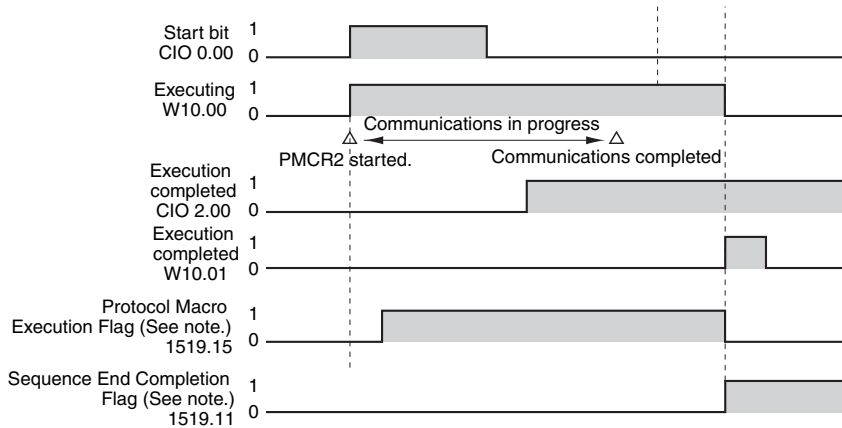 Start bit
CIO 0.00
1
0
Executing
W10.00
1
0
Communications in progress
PMCR2 started.
Communications completed
Execution
completed
CIO 2.00
1
0
Execution
completed
W10.01
1
0
Protocol Macro
Execution Flag (See note.)
1519.15
1
0
Sequence End Completion
Flag (See note.)
1519.11
1
0